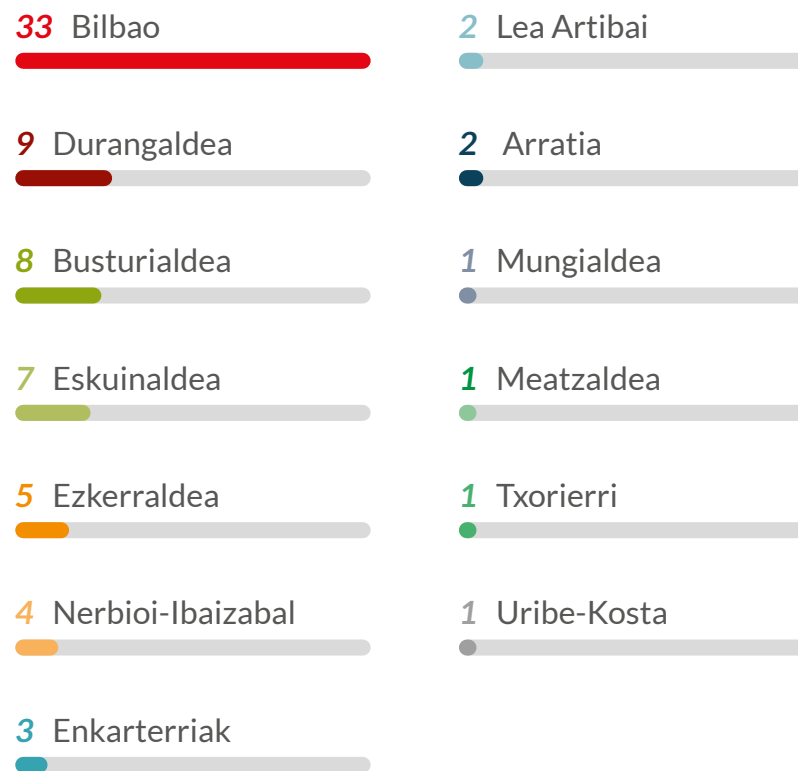 33 Bilbao
9 Durangaldea
8 Busturialdea
7 Eskuinaldea
5 Ezkerraldea
4 Nerbioi-Ibaizabal
3 Enkarterriak
2 Lea Artibai
2 Arratia
1 Mungialdea
1 Meatzaldea
1 Txorierri
1 Uribe-Kosta